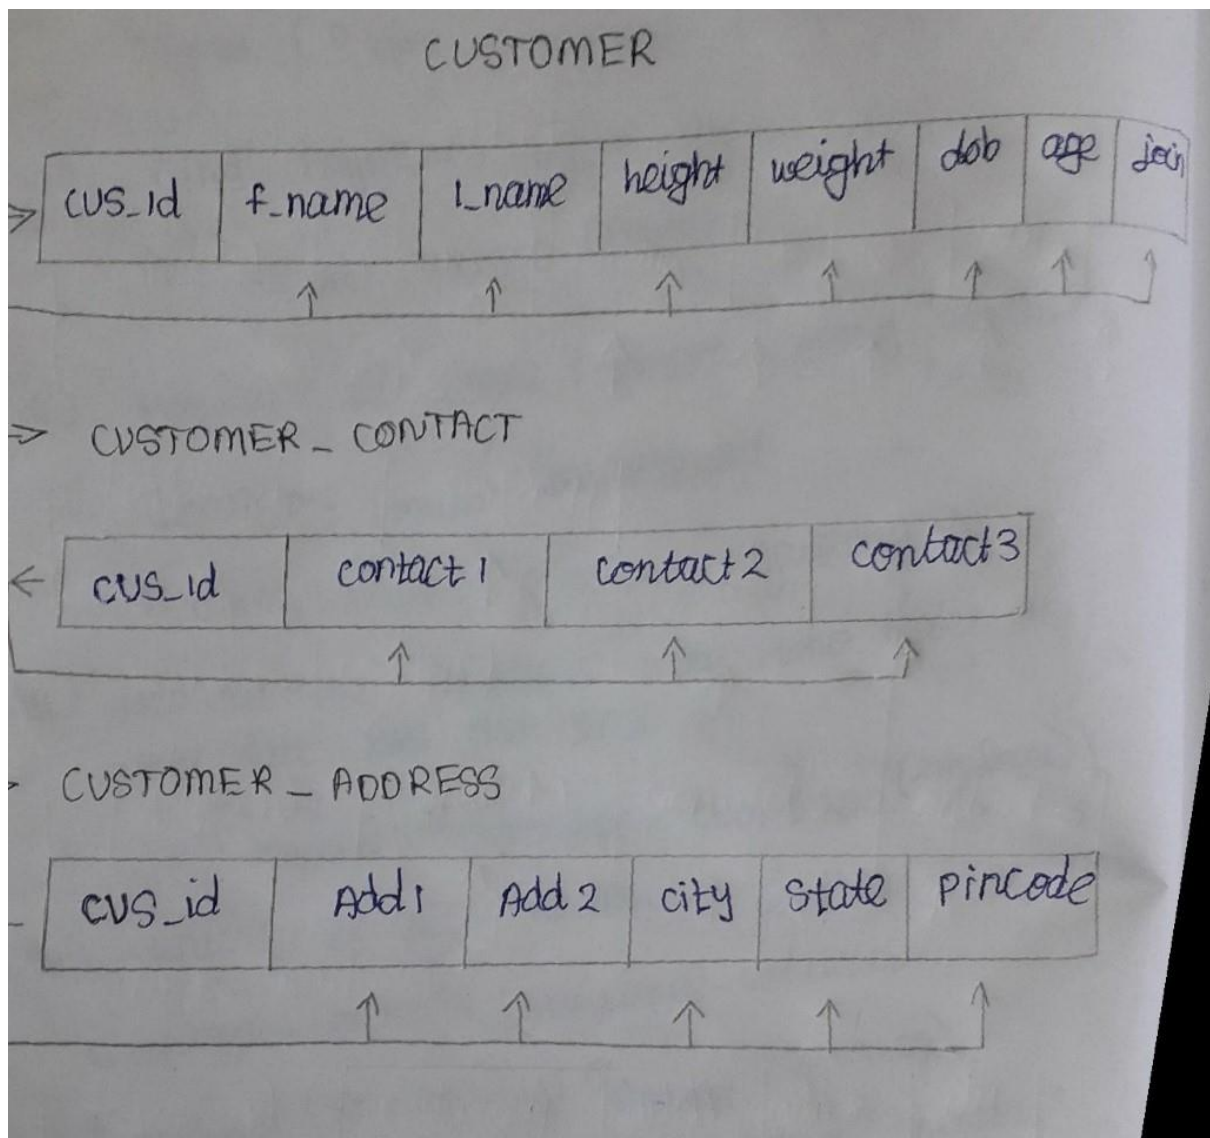 CUSTOMER
cus_id f_name l_name height weight dob age join
CUSTOMER_CONTACT
cus_id contact1 contact2 contact3
CUSTOMER_ADDRESS
cus_id Add1 Add2 city state pincode